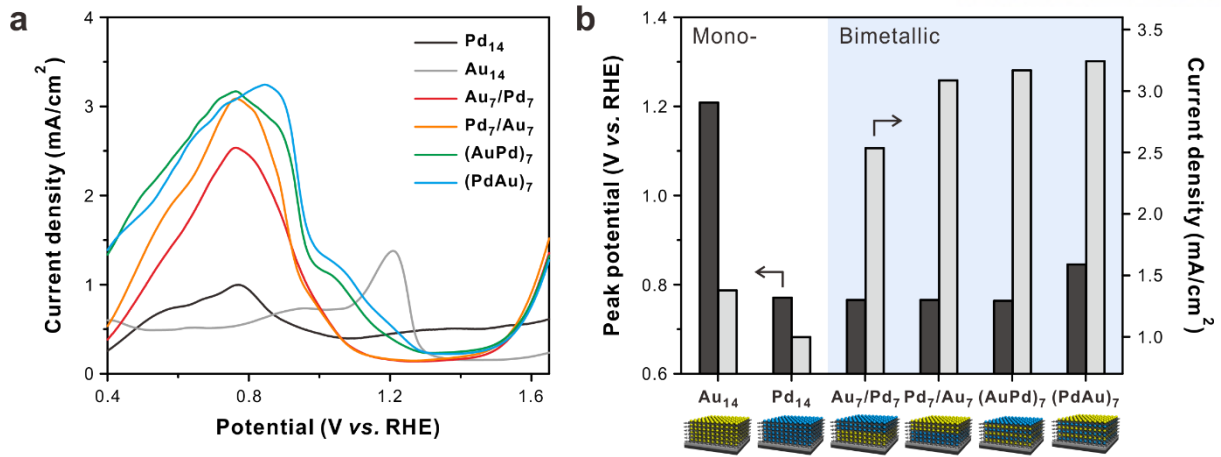 a
4
3
2
1
0
Current density (mA/cm²)
Pd₁₄
Au₁₄
Au₇/Pd₇
Pd₇/Au₇
(AuPd)₇
(PdAu)₇
0.4
0.8
1.2
1.6
Potential (V vs. RHE)
b
Mono-
Bimetallic
1.4
1.2
1.0
0.8
0.6
Peak potential (V vs. RHE)
3.5
3.0
2.5
2.0
1.5
1.0
Current density (mA/cm²)
Au₁₄
Pd₁₄
Au₇/Pd₇
Pd₇/Au₇
(AuPd)₇
(PdAu)₇